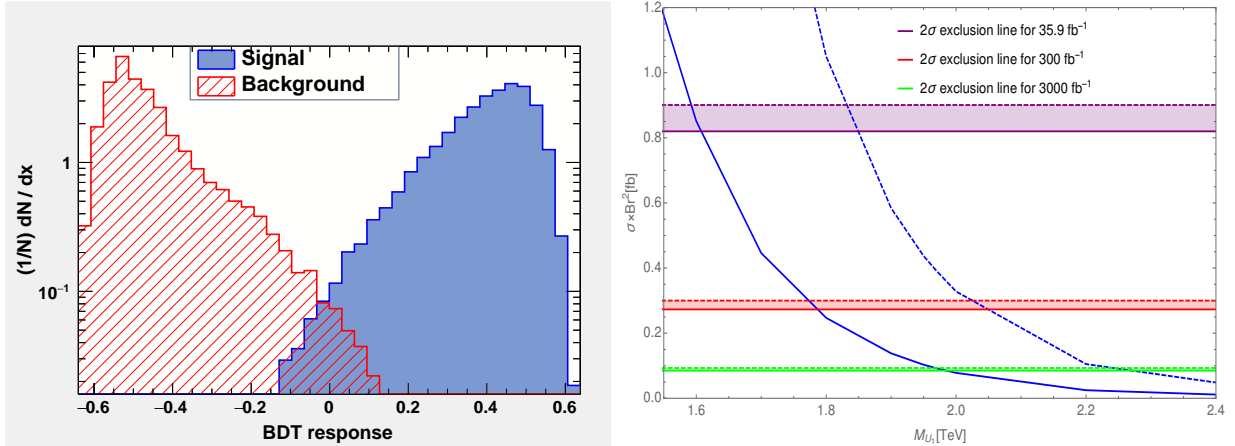 Signal
Background
(1/N) dN / dx
1
10⁻¹
−0.6 −0.4 −0.2 0 0.2 0.4 0.6
BDT response
2σ exclusion line for 35.9 fb⁻¹
2σ exclusion line for 300 fb⁻¹
2σ exclusion line for 3000 fb⁻¹
σ×Br²[fb]
1.2
1.0
0.8
0.6
0.4
0.2
0.0
1.6 1.8 2.0 2.2 2.4
M_U₁[TeV]